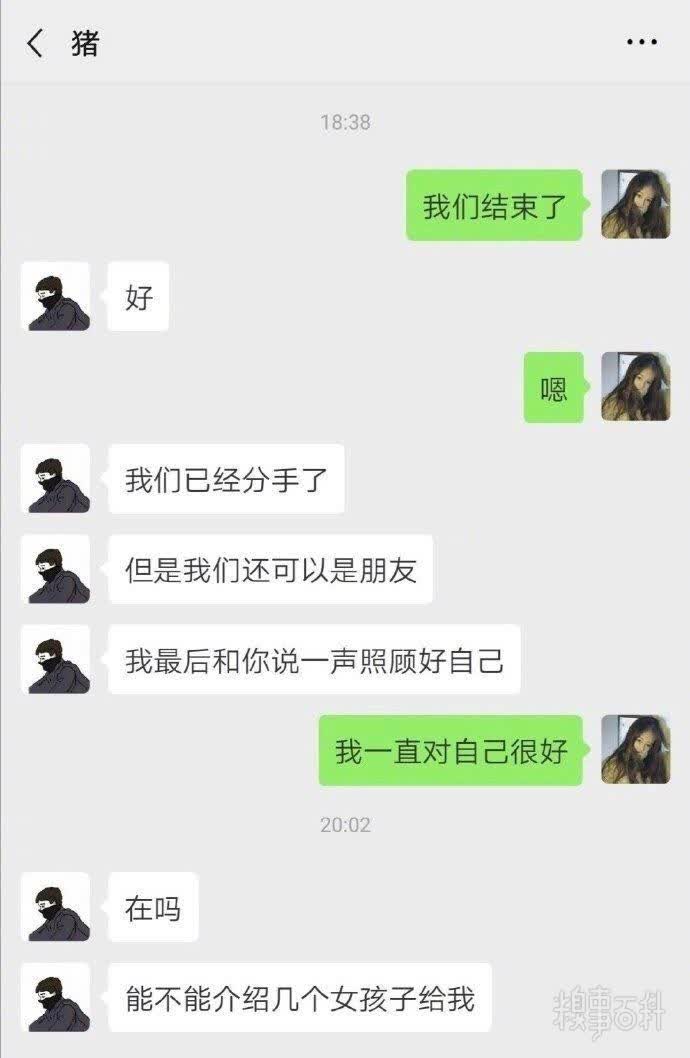 猪
18:38
我们结束了
好
嗯
我们已经分手了
但是我们还可以是朋友
我最后和你说一声照顾好自己
我一直对自己很好
20:02
在吗
能不能介绍几个女孩子给我
糗事百科